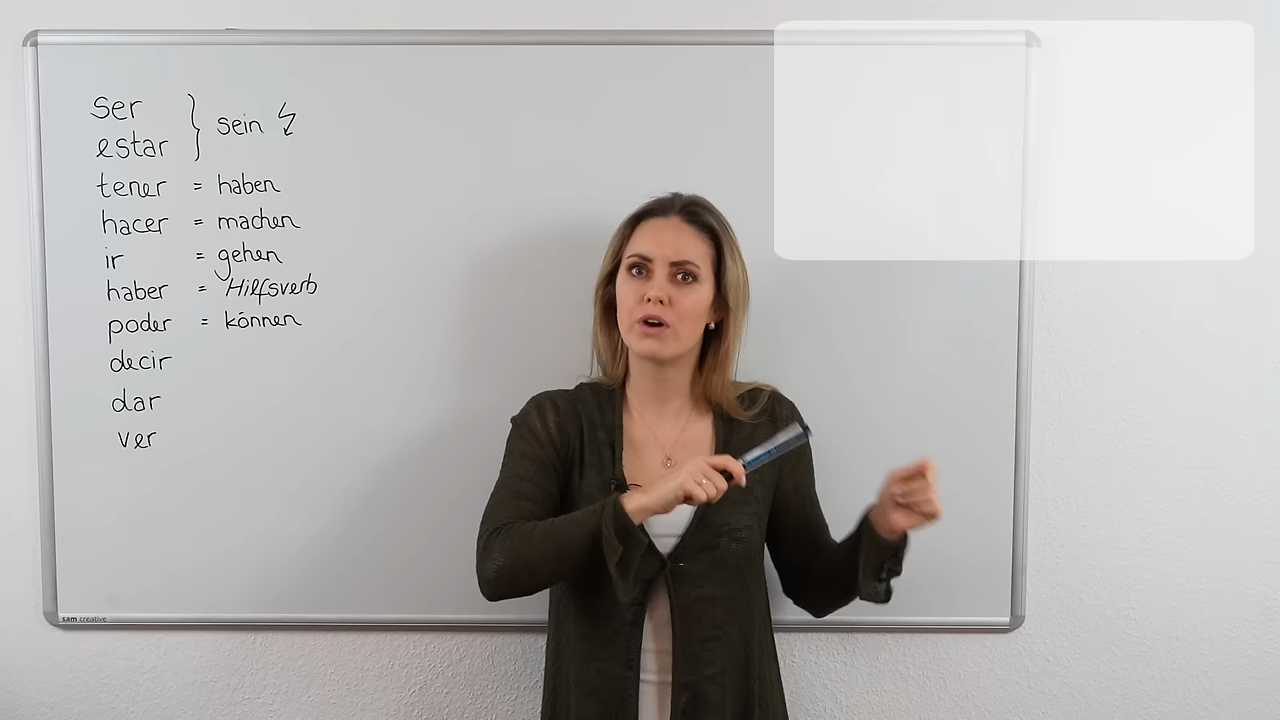 ser
estar } sein
tener = haben
hacer = machen
ir = gehen
haber = Hilfsverb
poder = können
decir
dar
ver
sam creative